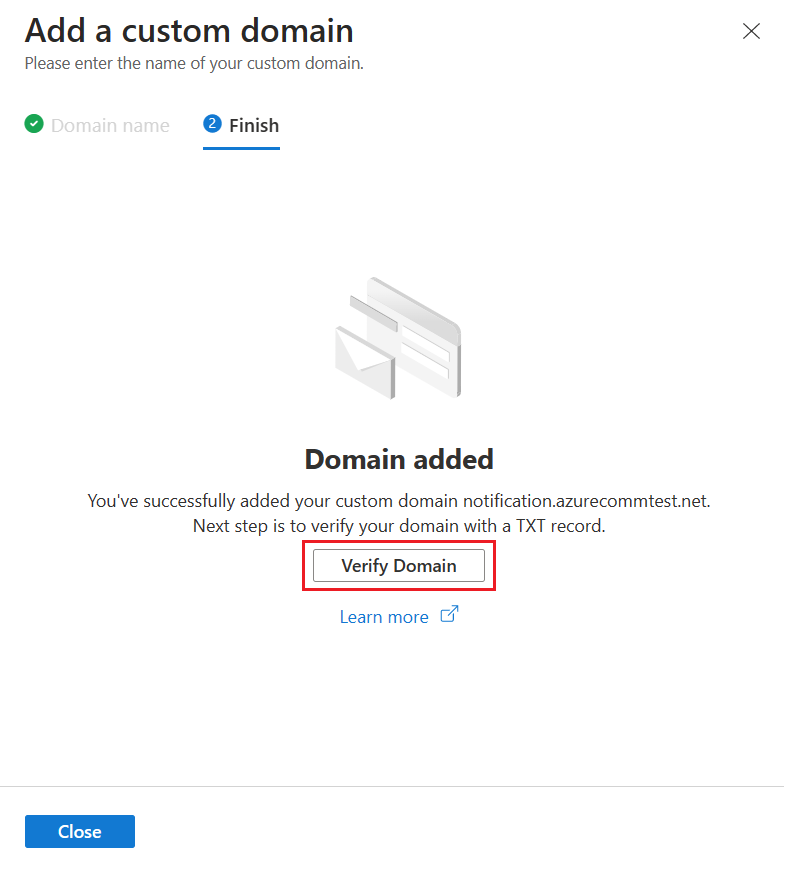 Add a custom domain
Please enter the name of your custom domain.
Domain name
2 Finish
Domain added
You've successfully added your custom domain notification.azurecommtest.net.
Next step is to verify your domain with a TXT record.
Verify Domain
Learn more
Close